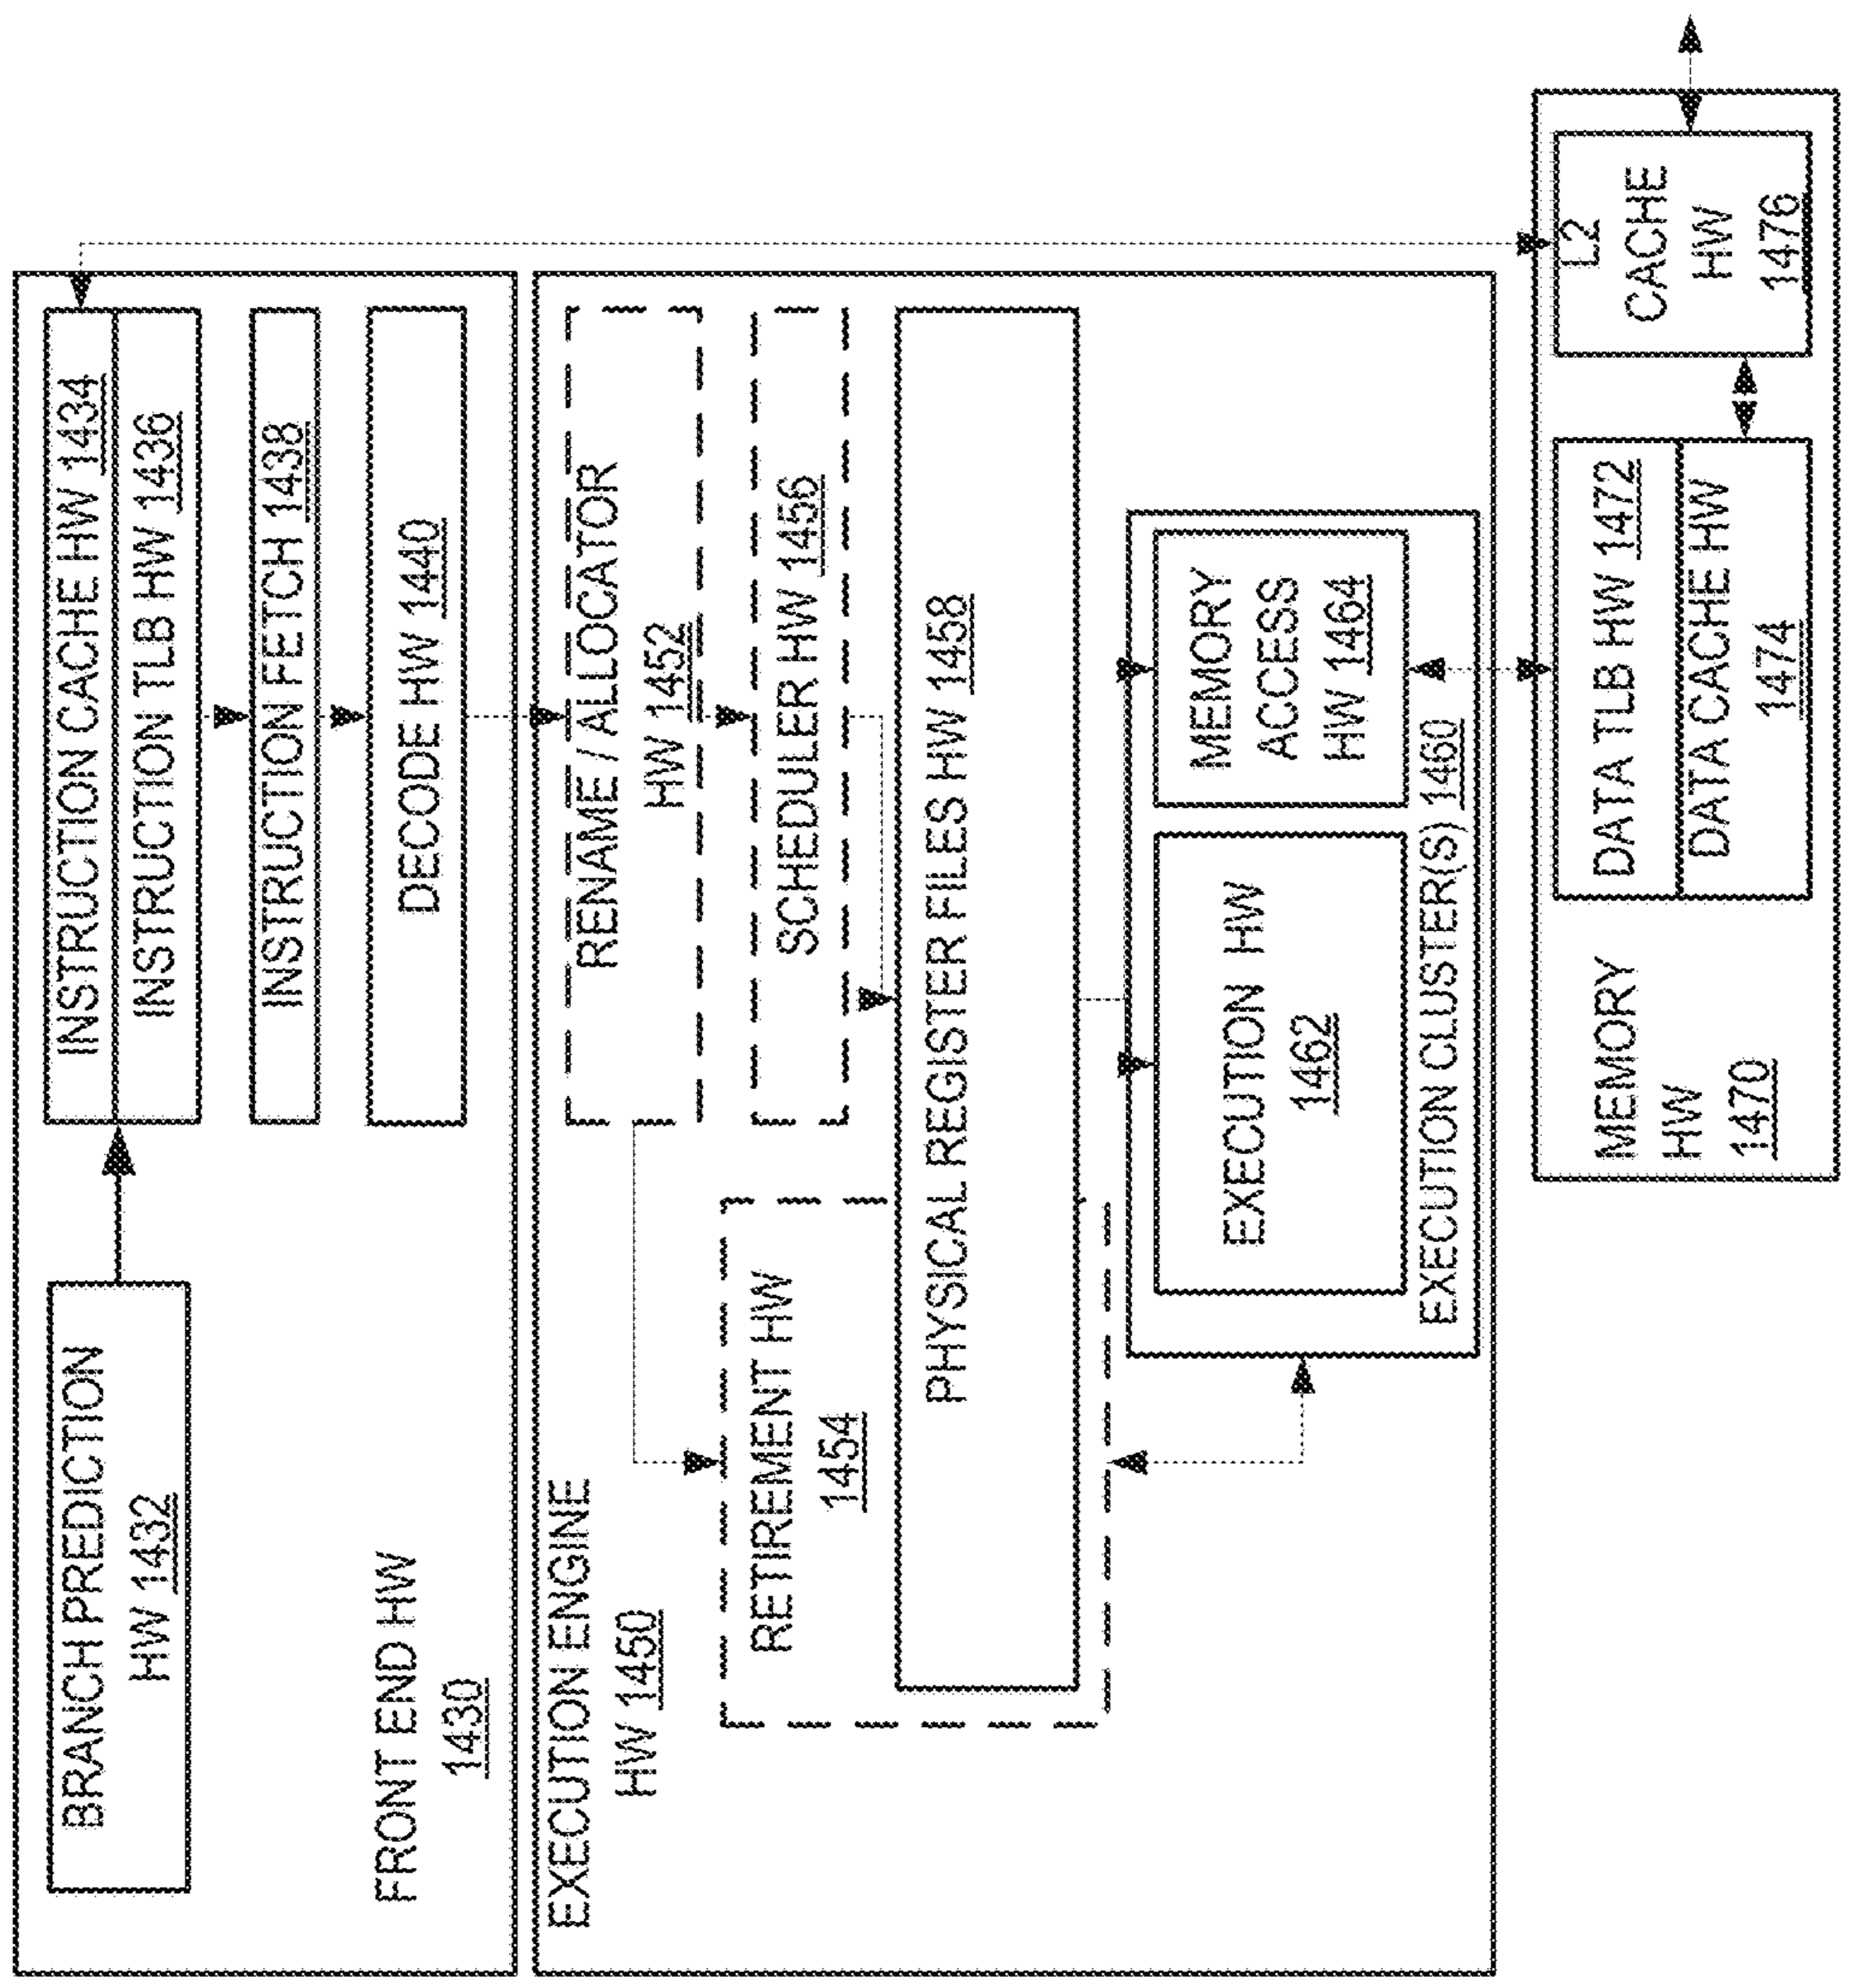 BRANCH PREDICTION
HW 1432
INSTRUCTION CACHE HW 1434
INSTRUCTION TLB HW 1436
INSTRUCTION FETCH 1438
DECODE HW 1440
FRONT END HW
1430
EXECUTION ENGINE
HW 1450
RENAME / ALLOCATOR
HW 1452
RETIREMENT HW
1454
SCHEDULER HW 1456
PHYSICAL REGISTER FILES HW 1458
EXECUTION HW
1462
MEMORY
ACCESS
HW 1464
EXECUTION CLUSTER(S) 1460
MEMORY
HW
1470
DATA TLB HW 1472
DATA CACHE HW
1474
L2
CACHE
HW
1476